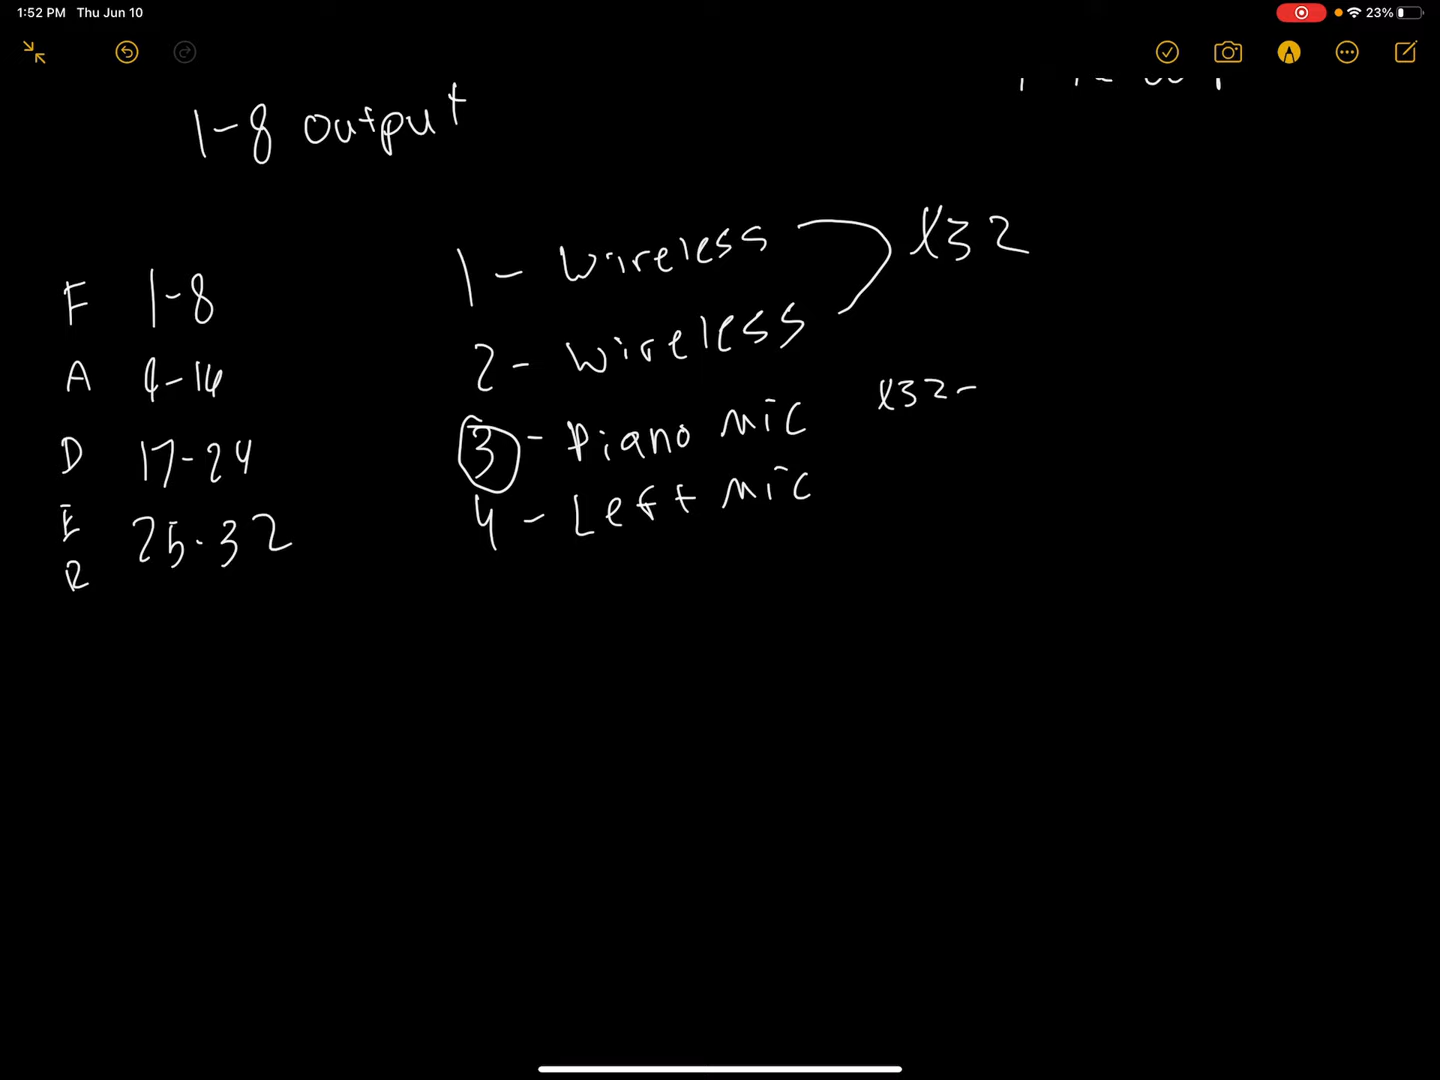 1:52 PM Thu Jun 10
23%
1-8 output
F 1-8
A 9-16
D 17-24
E 25-32
R
1- Wireless
2- Wireless
X32
3- Piano Mic
X32-
4- Left Mic